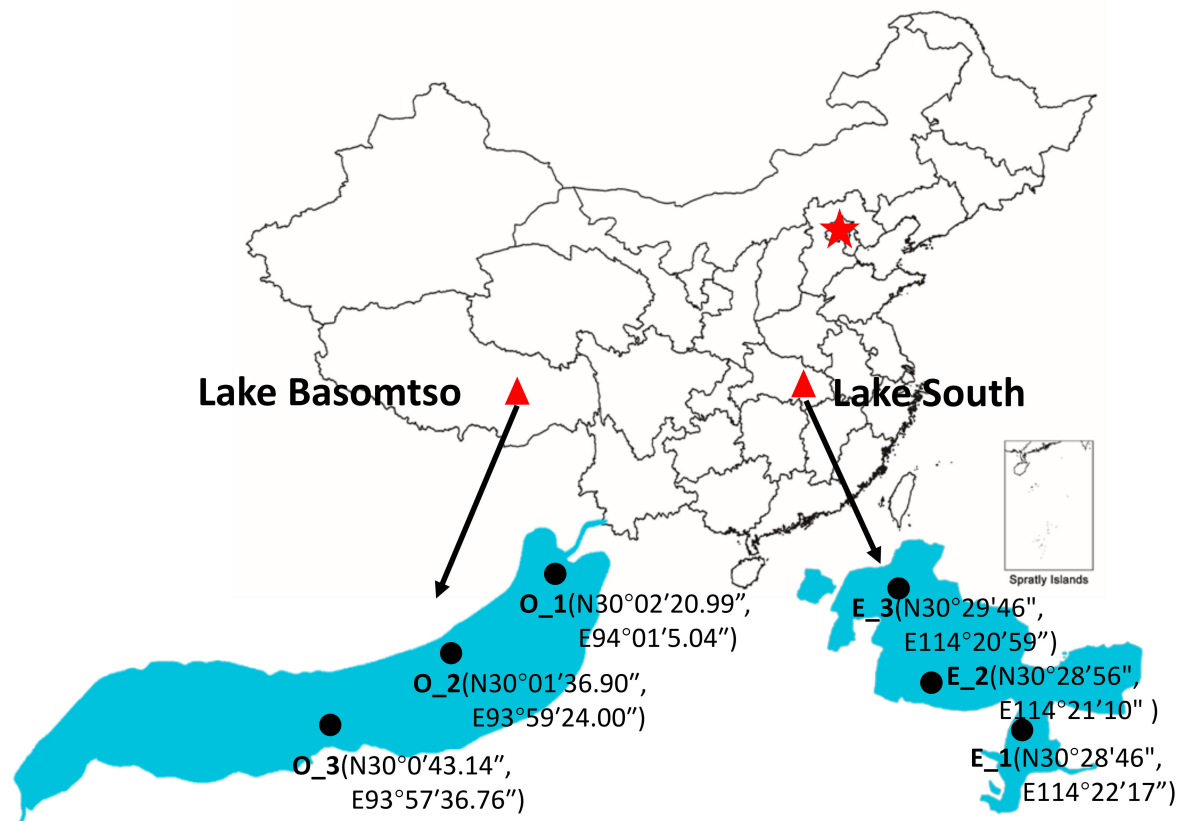 Lake Basomtso
Lake South
Spratly Islands
O_1(N30°02′20.99″,
E94°01′5.04″)
O_2(N30°01′36.90″,
E93°59′24.00″)
O_3(N30°0′43.14″,
E93°57′36.76″)
E_3(N30°29'46",
E114°20′59″)
E_2(N30°28′56",
E114°21′10" )
E_1(N30°28'46",
E114°22′17″)